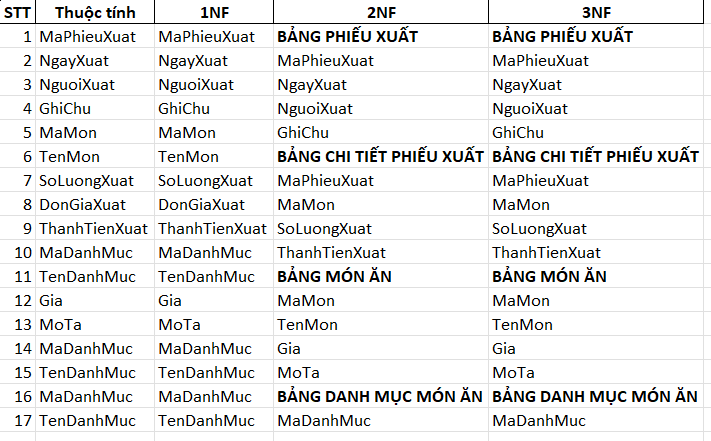 STT Thuộc tính 1NF 2NF 3NF
1 MaPhieuXuat MaPhieuXuat BẢNG PHIẾU XUẤT BẢNG PHIẾU XUẤT
2 NgayXuat NgayXuat MaPhieuXuat MaPhieuXuat
3 NguoiXuat NguoiXuat NgayXuat NgayXuat
4 GhiChu GhiChu NguoiXuat NguoiXuat
5 MaMon MaMon GhiChu GhiChu
6 TenMon TenMon BẢNG CHI TIẾT PHIẾU XUẤT BẢNG CHI TIẾT PHIẾU XUẤT
7 SoLuongXuat SoLuongXuat MaPhieuXuat MaPhieuXuat
8 DonGiaXuat DonGiaXuat MaMon MaMon
9 ThanhTienXuat ThanhTienXuat SoLuongXuat SoLuongXuat
10 MaDanhMuc MaDanhMuc ThanhTienXuat ThanhTienXuat
11 TenDanhMuc TenDanhMuc BẢNG MÓN ĂN BẢNG MÓN ĂN
12 Gia Gia MaMon MaMon
13 MoTa MoTa TenMon TenMon
14 MaDanhMuc MaDanhMuc Gia Gia
15 TenDanhMuc TenDanhMuc MoTa MoTa
16 MaDanhMuc MaDanhMuc BẢNG DANH MỤC MÓN ĂN BẢNG DANH MỤC MÓN ĂN
17 TenDanhMuc TenDanhMuc MaDanhMuc MaDanhMuc